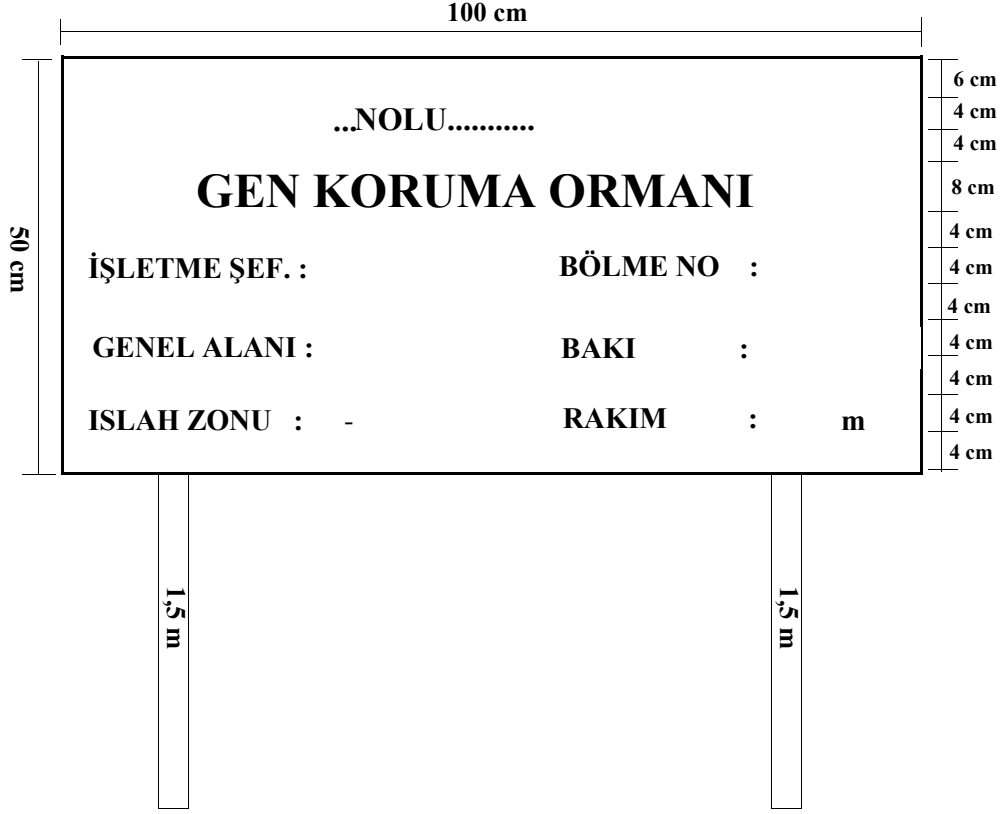 100 cm
...NOLU...........
GEN KORUMA ORMANI
İŞLETME ŞEF. : BÖLME NO :
GENEL ALANI : BAKI :
ISLAH ZONU : - RAKIM : m
50 cm
6 cm
4 cm
4 cm
8 cm
4 cm
4 cm
4 cm
4 cm
4 cm
4 cm
4 cm
1,5 m 1,5 m